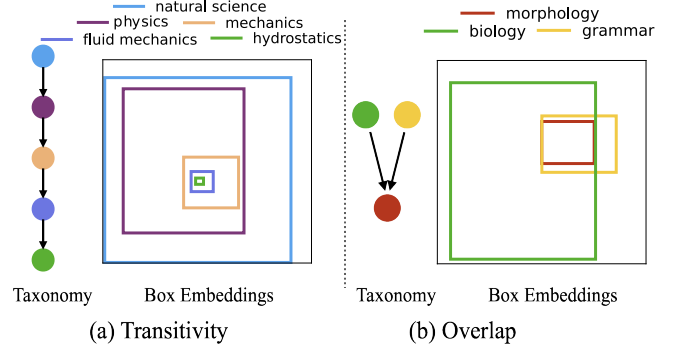 natural science
physics
mechanics
fluid mechanics
hydrostatics
Taxonomy
Box Embeddings
(a) Transitivity
morphology
biology
grammar
Taxonomy
Box Embeddings
(b) Overlap